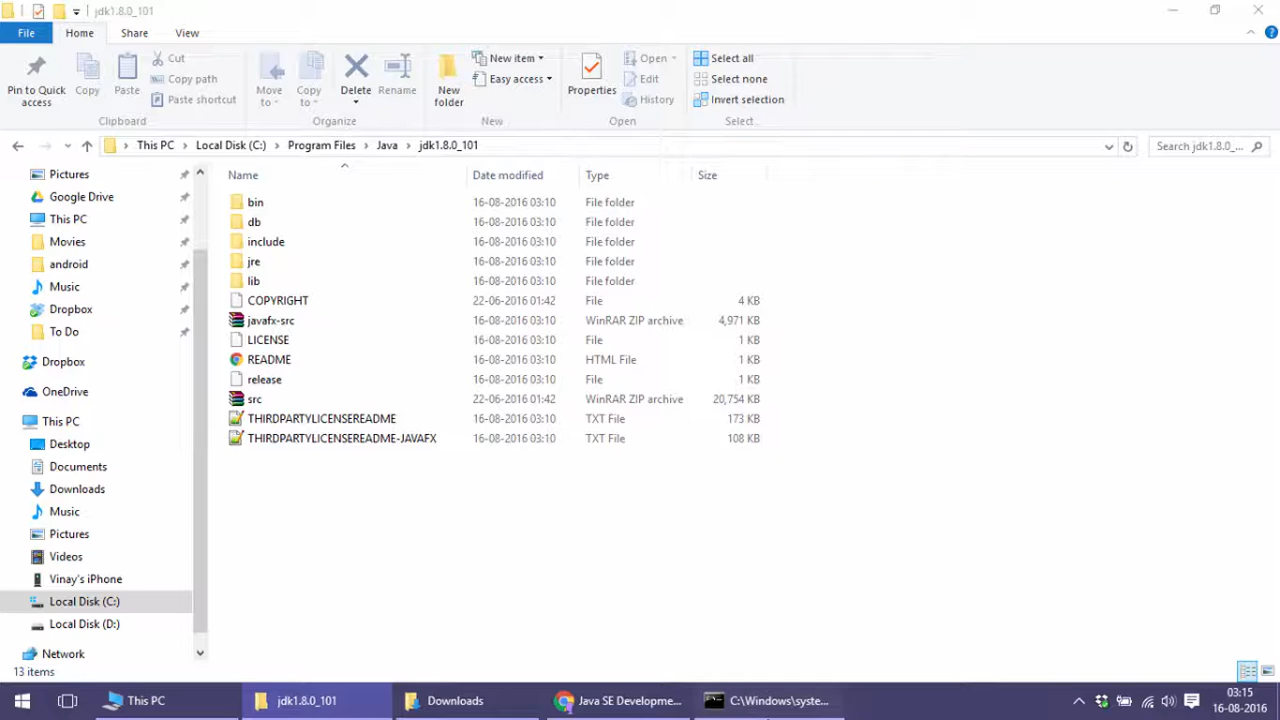 jdk1.8.0_101
File Home Share View
Pin to Quick access
Copy
Paste
Cut
Copy path
Paste shortcut
Clipboard
Move to
Copy to
Delete
Rename
Organize
New folder
New item
Easy access
New
Properties
Open
Edit
History
Open
Select all
Select none
Invert selection
Select
This PC Local Disk (C:) Program Files Java jdk1.8.0_101
Search jdk1.8.0_...
Pictures
Google Drive
This PC
Movies
android
Music
Dropbox
To Do
Dropbox
OneDrive
This PC
Desktop
Documents
Downloads
Music
Pictures
Videos
Vinay's iPhone
Local Disk (C:)
Local Disk (D:)
Network
Name Date modified Type Size
bin 16-08-2016 03:10 File folder
db 16-08-2016 03:10 File folder
include 16-08-2016 03:10 File folder
jre 16-08-2016 03:10 File folder
lib 16-08-2016 03:10 File folder
COPYRIGHT 22-06-2016 01:42 File 4 KB
javafx-src 16-08-2016 03:10 WinRAR ZIP archive 4,971 KB
LICENSE 16-08-2016 03:10 File 1 KB
README 16-08-2016 03:10 HTML File 1 KB
release 16-08-2016 03:10 File 1 KB
src 22-06-2016 01:42 WinRAR ZIP archive 20,754 KB
THIRDPARTYLICENSEREADME 16-08-2016 03:10 TXT File 173 KB
THIRDPARTYLICENSEREADME-JAVAFX 16-08-2016 03:10 TXT File 108 KB
13 items
This PC
jdk1.8.0_101
Downloads
Java SE Developme...
C:\Windows\syste...
03:15
16-08-2016